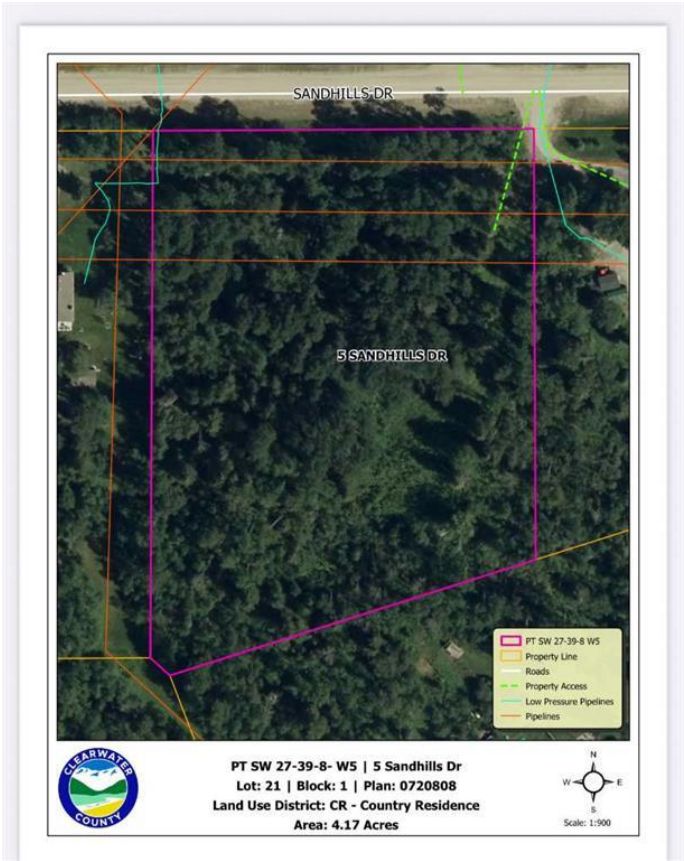 SANDHILLS DR
5 SANDHILLS DR
PT SW 27-39-8 W5
Property Line
Roads
Property Access
Low Pressure Pipelines
Pipelines
CLEARWATER
COUNTY
PT SW 27-39-8- W5 | 5 Sandhills Dr
Lot: 21 | Block: 1 | Plan: 0720808
Land Use District: CR - Country Residence
Area: 4.17 Acres
N
W
E
S
Scale: 1:900